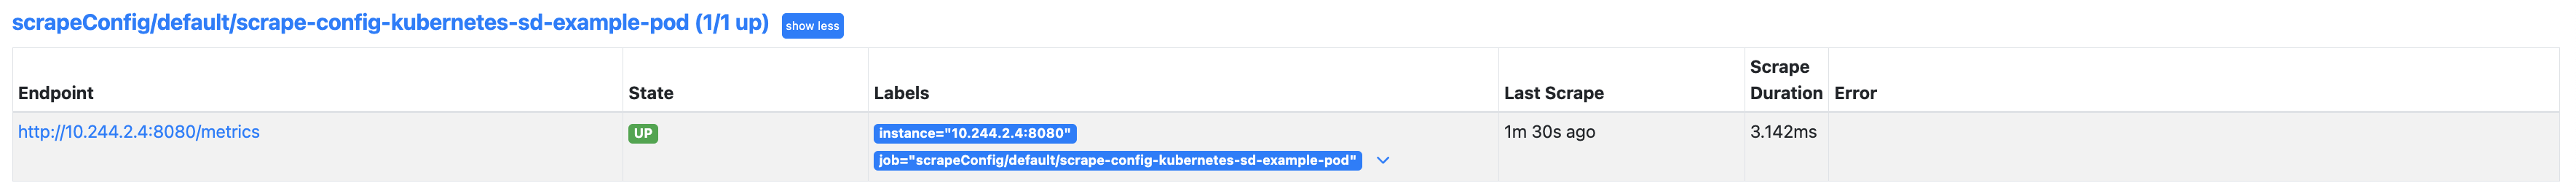 scrapeConfig/default/scrape-config-kubernetes-sd-example-pod (1/1 up) show less
Endpoint State Labels Last Scrape Scrape Duration Error
http://10.244.2.4:8080/metrics UP instance="10.244.2.4:8080" 1m 30s ago 3.142ms
job="scrapeConfig/default/scrape-config-kubernetes-sd-example-pod"